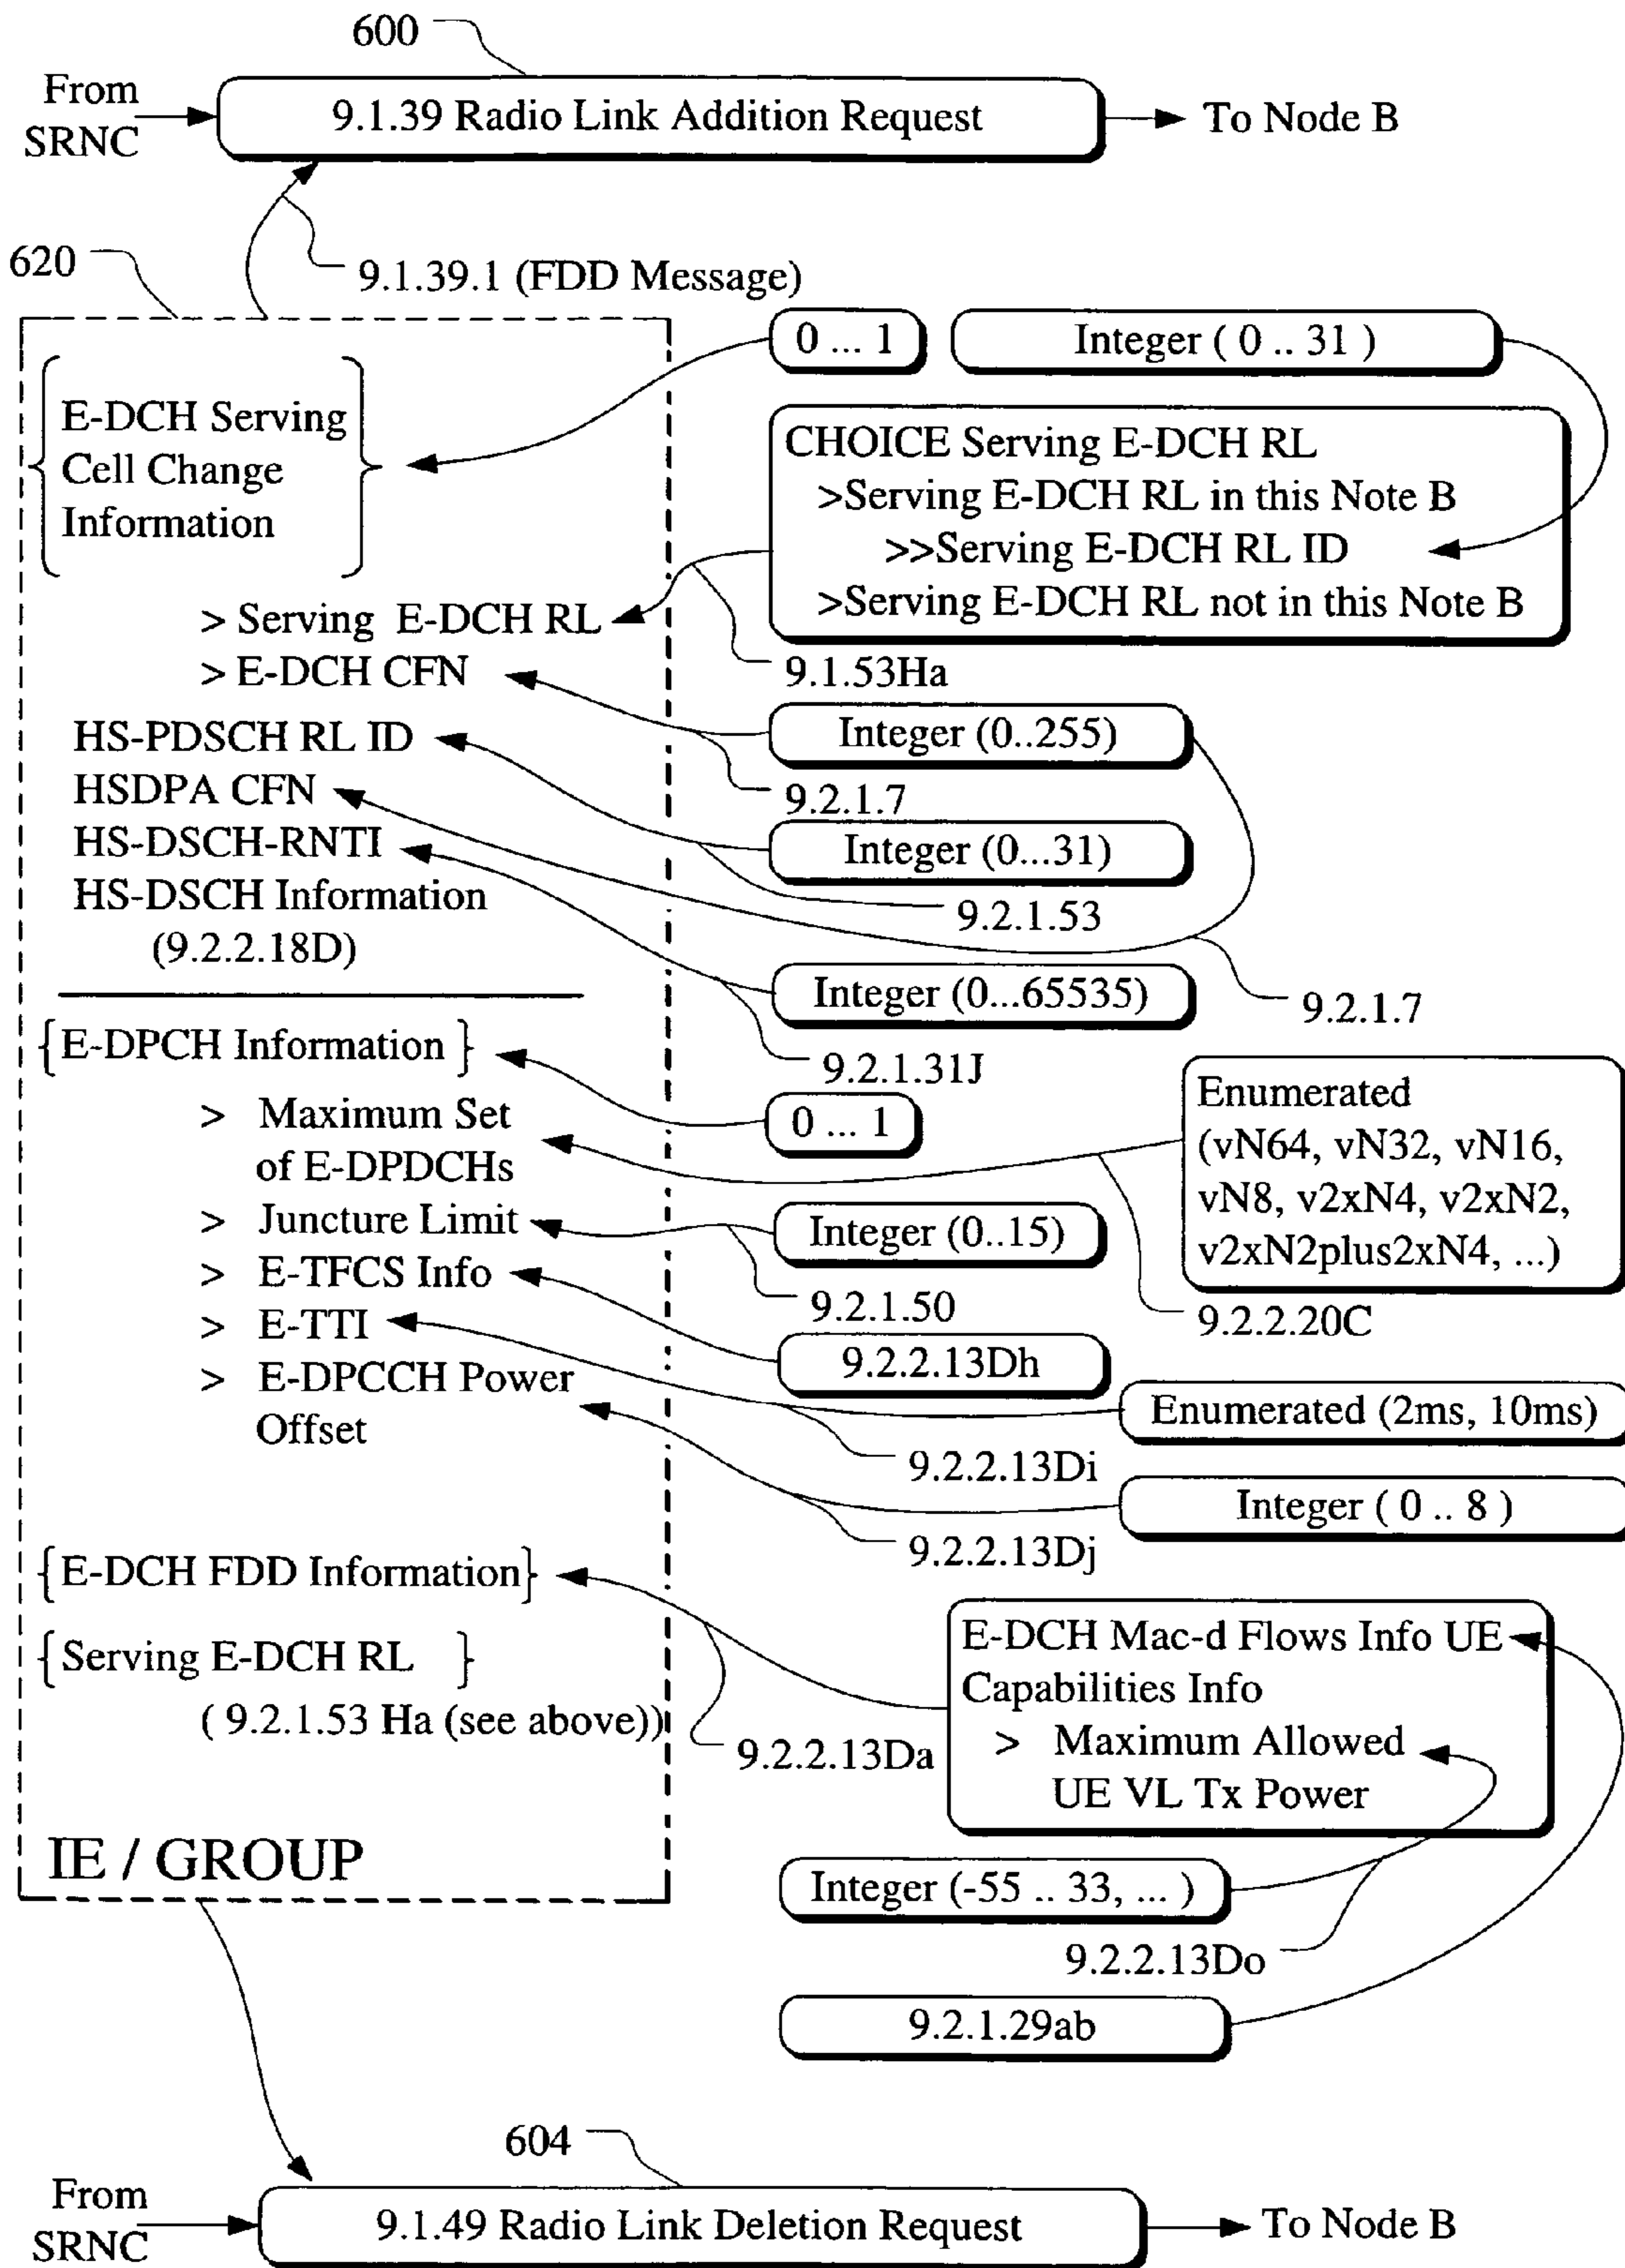 600
From
SRNC
9.1.39 Radio Link Addition Request
To Node B
620
9.1.39.1 (FDD Message)
0 ... 1
Integer ( 0 .. 31 )
E-DCH Serving
Cell Change
Information
CHOICE Serving E-DCH RL
>Serving E-DCH RL in this Note B
>>Serving E-DCH RL ID
>Serving E-DCH RL not in this Note B
> Serving E-DCH RL
> E-DCH CFN
9.1.53Ha
HS-PDSCH RL ID
HSDPA CFN
HS-DSCH-RNTI
HS-DSCH Information
(9.2.2.18D)
Integer (0..255)
9.2.1.7
Integer (0...31)
9.2.1.53
Integer (0...65535)
9.2.1.7
9.2.1.31J
{E-DPCH Information }
0 ... 1
Enumerated
(vN64, vN32, vN16,
vN8, v2xN4, v2xN2,
v2xN2plus2xN4, ...)
9.2.2.20C
> Maximum Set
of E-DPDCHs
> Juncture Limit
> E-TFCS Info
> E-TTI
> E-DPCCH Power
Offset
Integer (0..15)
9.2.1.50
9.2.2.13Dh
Enumerated (2ms, 10ms)
9.2.2.13Di
Integer ( 0 .. 8 )
9.2.2.13Dj
{E-DCH FDD Information}
{Serving E-DCH RL }
( 9.2.1.53 Ha (see above))
9.2.2.13Da
E-DCH Mac-d Flows Info UE
Capabilities Info
> Maximum Allowed
UE VL Tx Power
IE / GROUP
Integer (-55 .. 33, ... )
9.2.2.13Do
9.2.1.29ab
604
From
SRNC
9.1.49 Radio Link Deletion Request
To Node B